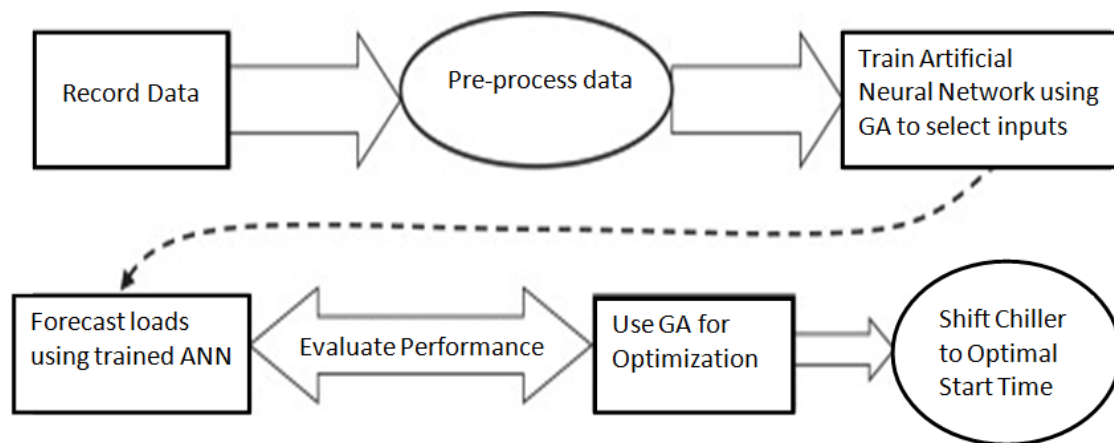 Record Data
Pre-process data
Train Artificial
Neural Network using
GA to select inputs
Forecast loads
using trained ANN
Evaluate Performance
Use GA for
Optimization
Shift Chiller
to Optimal
Start Time